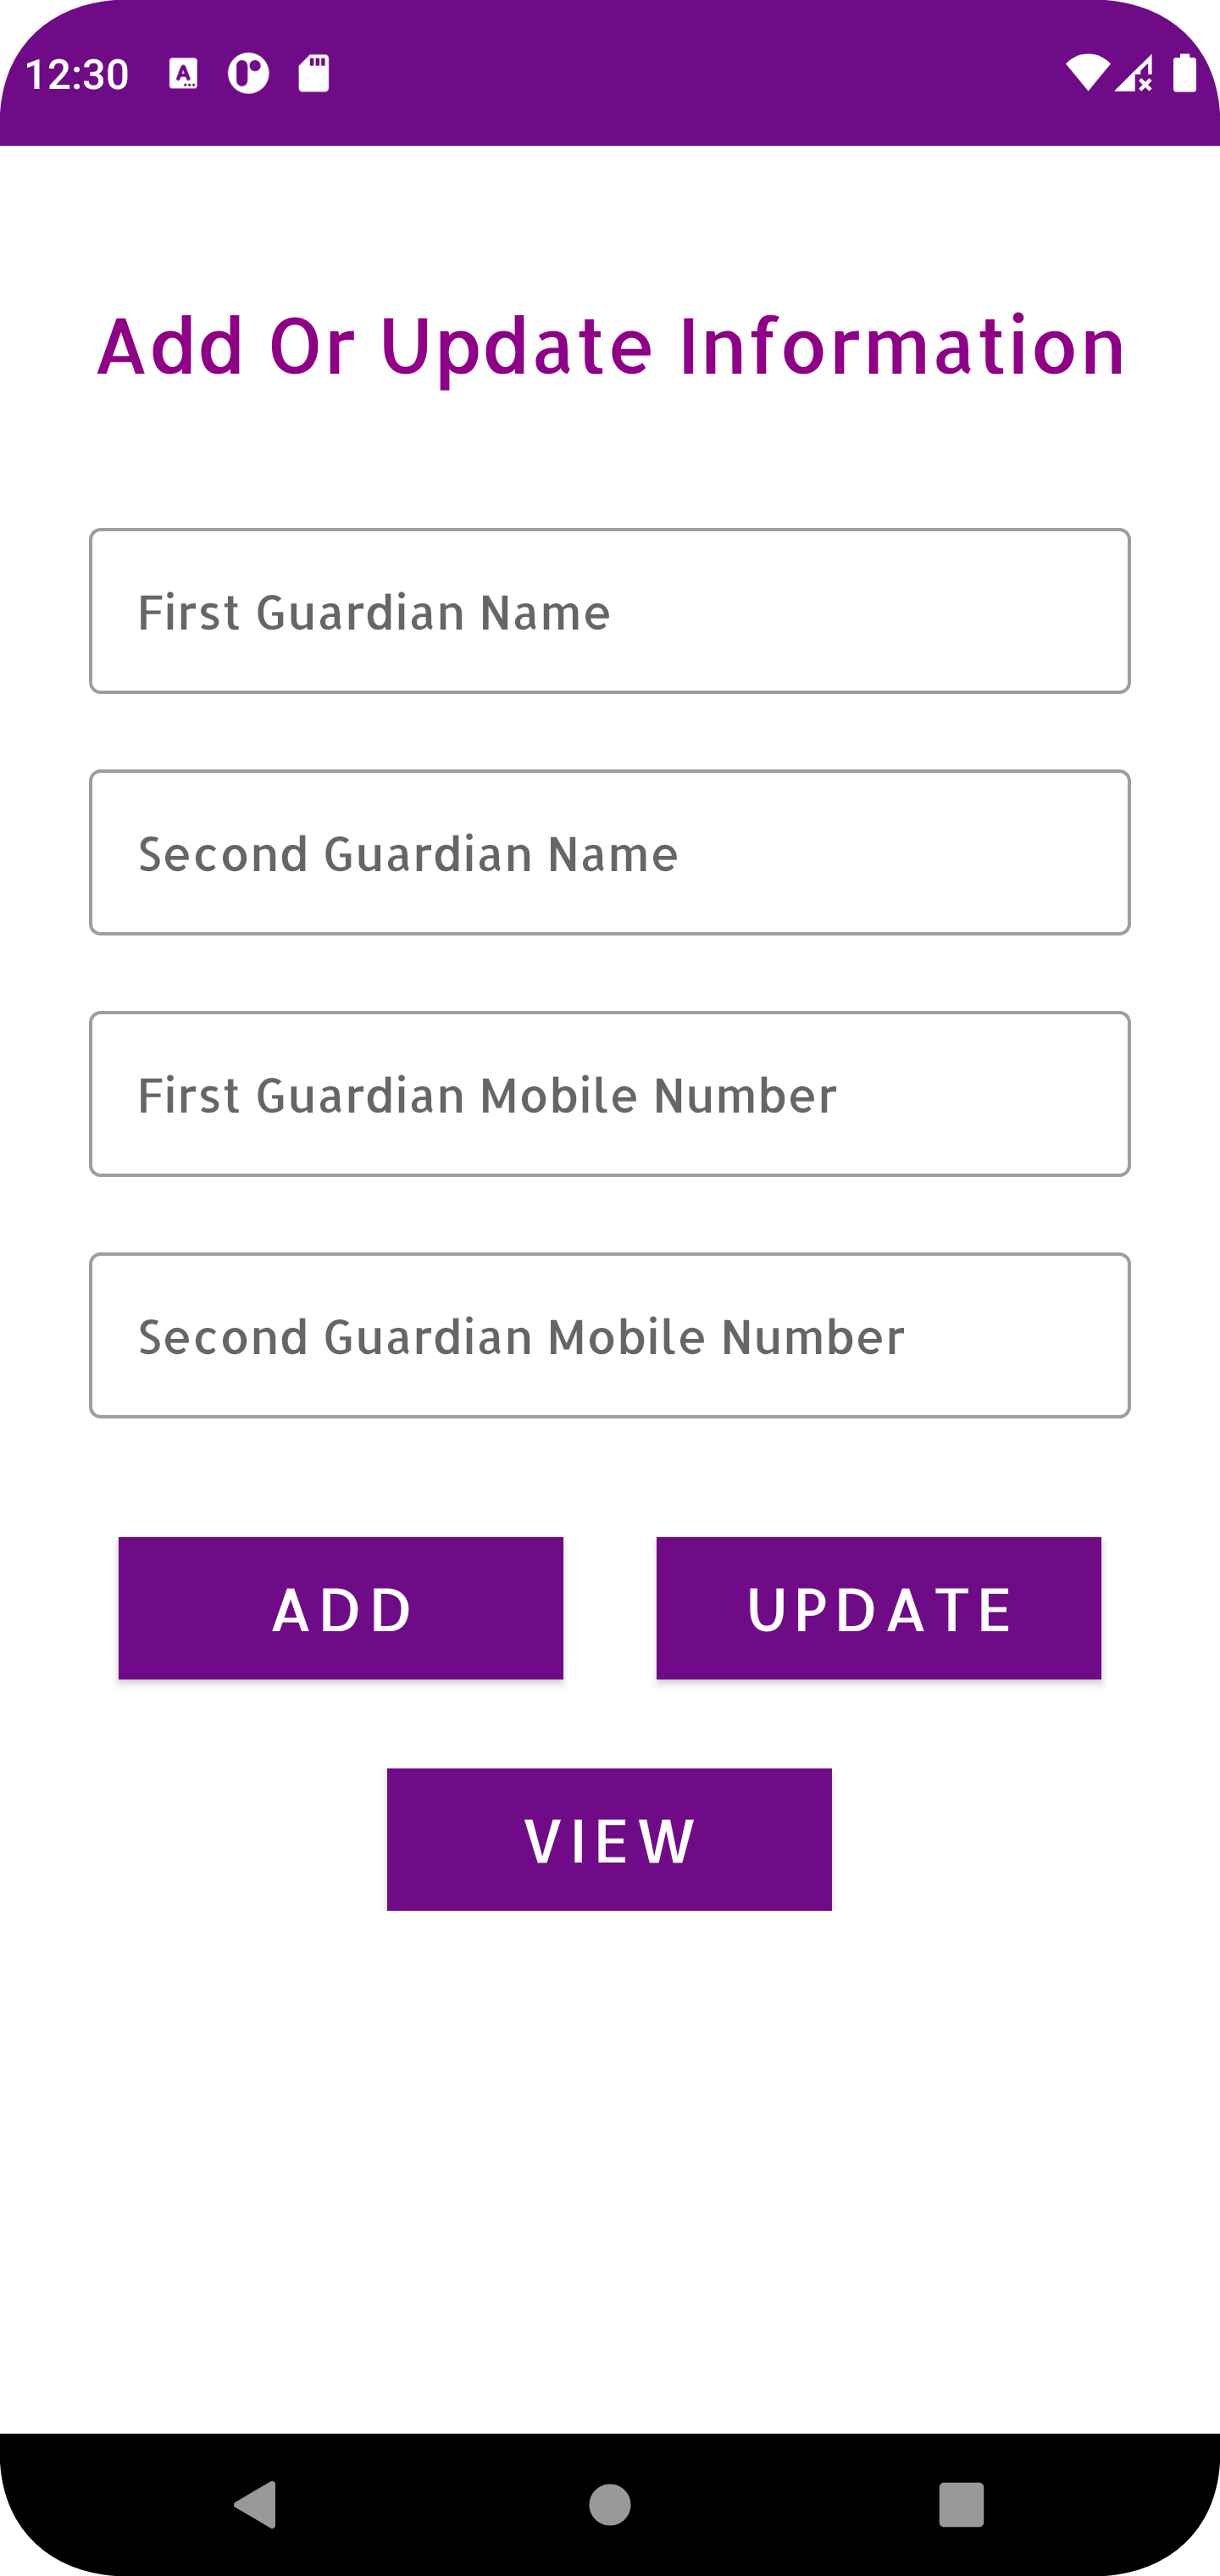 12:30
Add Or Update Information
First Guardian Name
Second Guardian Name
First Guardian Mobile Number
Second Guardian Mobile Number
ADD UPDATE
VIEW